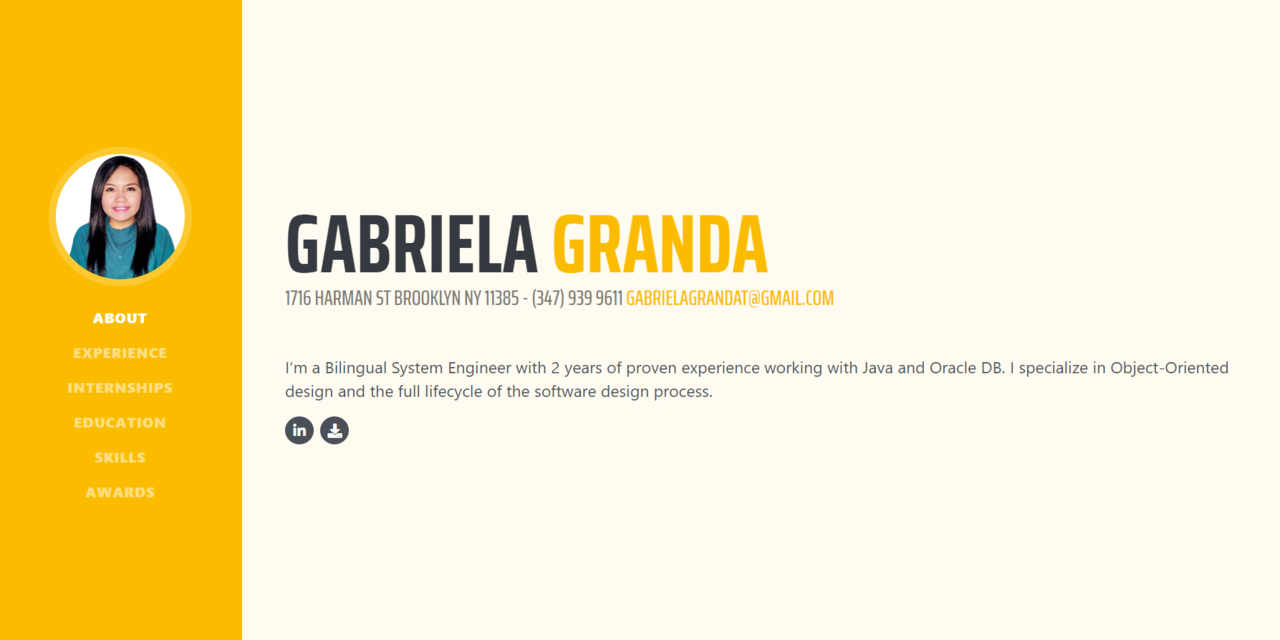 ABOUT
EXPERIENCE
INTERNSHIPS
EDUCATION
SKILLS
AWARDS
GABRIELA GRANDA
1716 HARMAN ST BROOKLYN NY 11385 - (347) 939 9611 GABRIELAGRANDAT@GMAIL.COM
I’m a Bilingual System Engineer with 2 years of proven experience working with Java and Oracle DB. I specialize in Object-Oriented
design and the full lifecycle of the software design process.
in